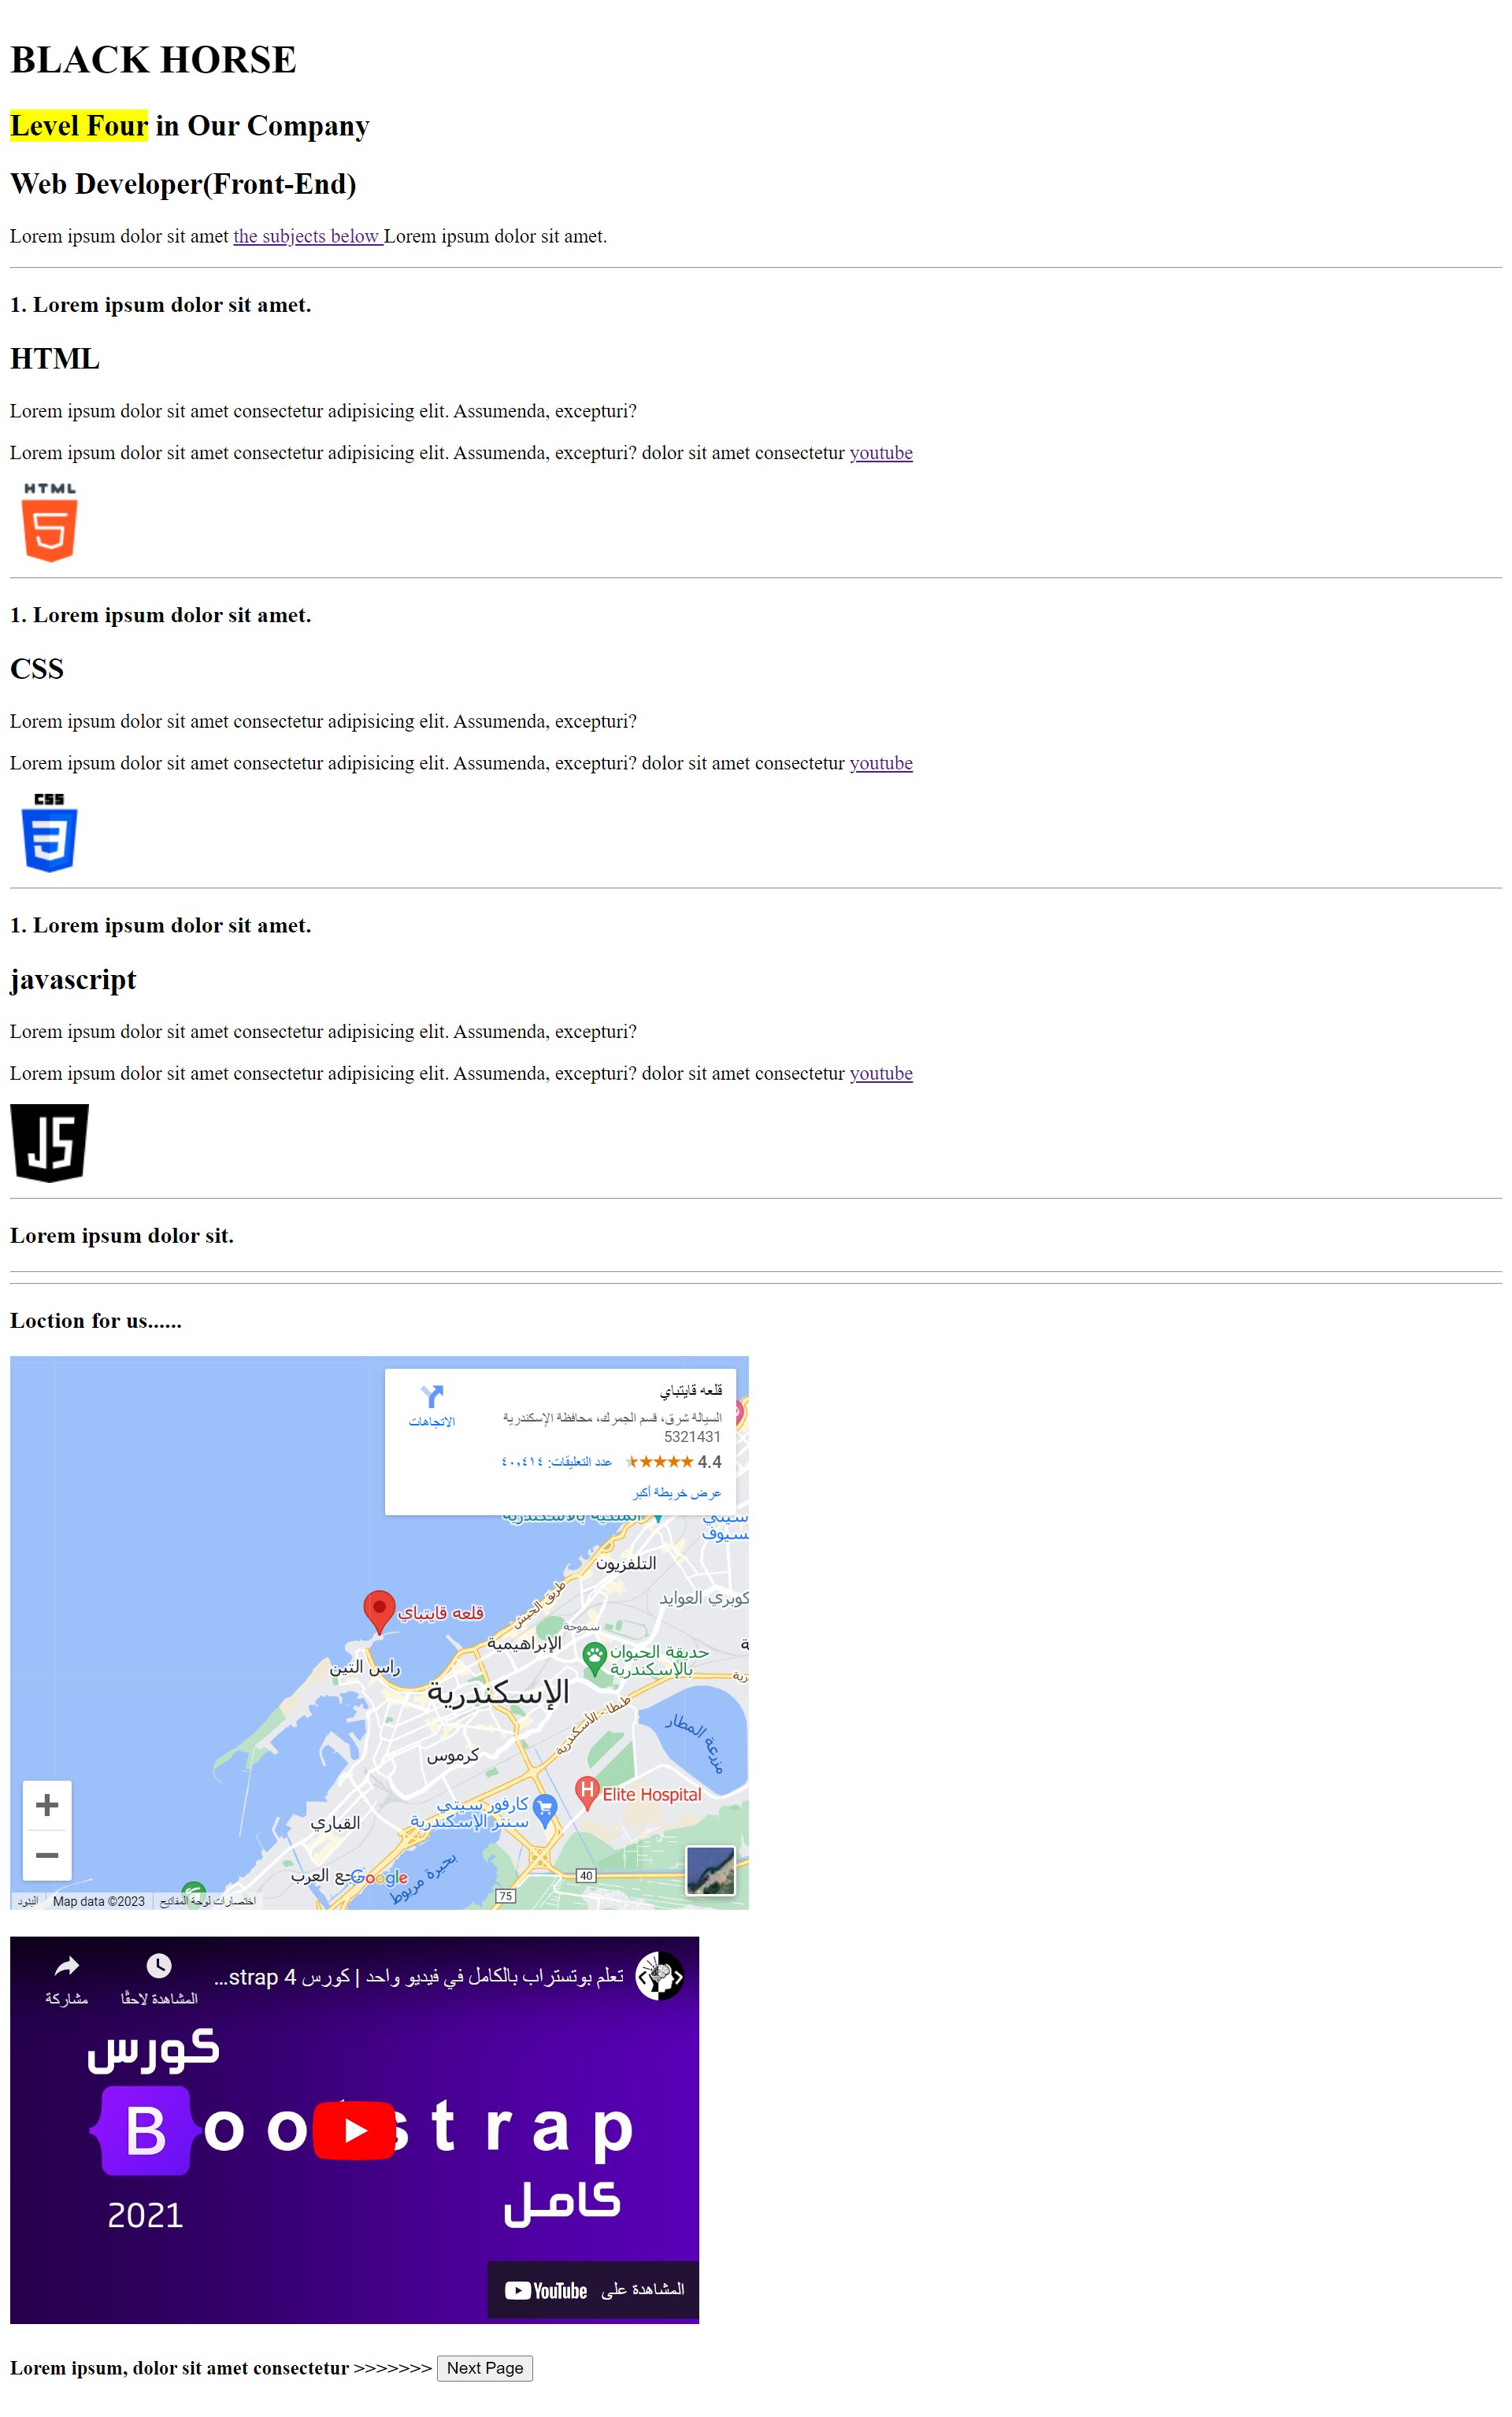 BLACK HORSE
Level Four in Our Company
Web Developer(Front-End)
Lorem ipsum dolor sit amet the subjects below Lorem ipsum dolor sit amet.
1. Lorem ipsum dolor sit amet.
HTML
Lorem ipsum dolor sit amet consectetur adipisicing elit. Assumenda, excepturi?
Lorem ipsum dolor sit amet consectetur adipisicing elit. Assumenda, excepturi? dolor sit amet consectetur youtube
HTML
5
1. Lorem ipsum dolor sit amet.
CSS
Lorem ipsum dolor sit amet consectetur adipisicing elit. Assumenda, excepturi?
Lorem ipsum dolor sit amet consectetur adipisicing elit. Assumenda, excepturi? dolor sit amet consectetur youtube
CSS
3
1. Lorem ipsum dolor sit amet.
javascript
Lorem ipsum dolor sit amet consectetur adipisicing elit. Assumenda, excepturi?
Lorem ipsum dolor sit amet consectetur adipisicing elit. Assumenda, excepturi? dolor sit amet consectetur youtube
JS
Lorem ipsum dolor sit.
Loction for us......
قلعه قايتباي
السيالة شرق، قسم الجمرك، محافظة الإسكندرية
5321431
4.4 عدد التعليقات: ٤٠,٤١٤
عرض خريطة أكبر
الاتجاهات
الملكية بالاسكندرية
سيتي
التلفزيون
كوبري العوايد
طريق الجيش
قلعه قايتباي
سموحة
الإبراهيمية
حديقة الحيوان
بالإسكندرية
راس التين
الإسكندرية
طنطا - الأسكندرية
مزرعة المطار
كرموس
Elite Hospital
كارفور سيتي
سنتر الإسكندرية
القباري
العرب
Google
بحيرة مريوط
40
75
اختصارات لوحة المفاتيح
Map data ©2023
البنود
تعلم بوتستراب بالكامل في فيديو واحد | كورس strap 4...
المشاهدة لاحقًا
مشاركة
كورس
B
كامل
2021
المشاهدة على YouTube
Lorem ipsum, dolor sit amet consectetur >>>>>>> Next Page